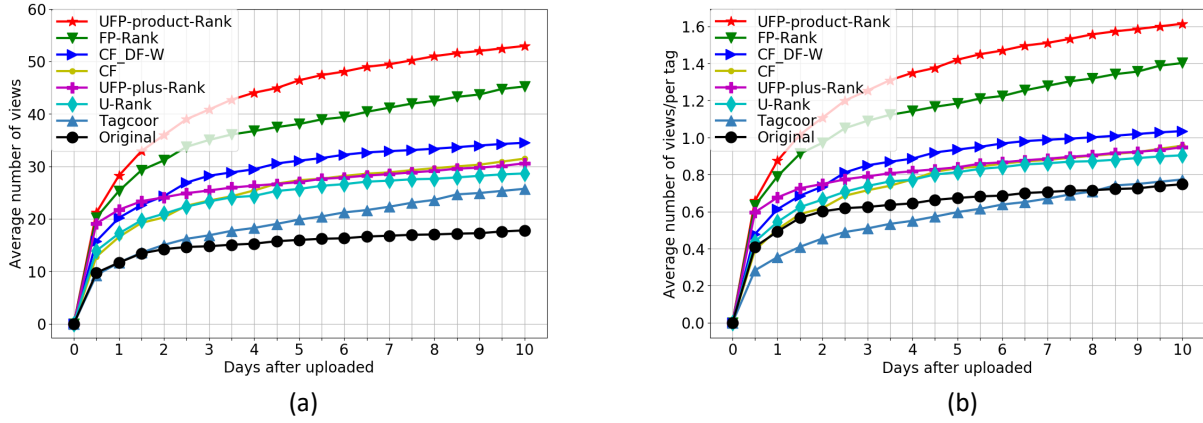 60
50
40
30
20
10
0
Average number of views
UFP-product-Rank
FP-Rank
CF_DF-W
CF
UFP-plus-Rank
U-Rank
Tagcoor
Original
0 1 2 3 4 5 6 7 8 9 10
Days after uploaded
(a)
1.6
1.4
1.2
1.0
0.8
0.6
0.4
0.2
0.0
Average number of views/per tag
UFP-product-Rank
FP-Rank
CF_DF-W
CF
UFP-plus-Rank
U-Rank
Tagcoor
Original
0 1 2 3 4 5 6 7 8 9 10
Days after uploaded
(b)